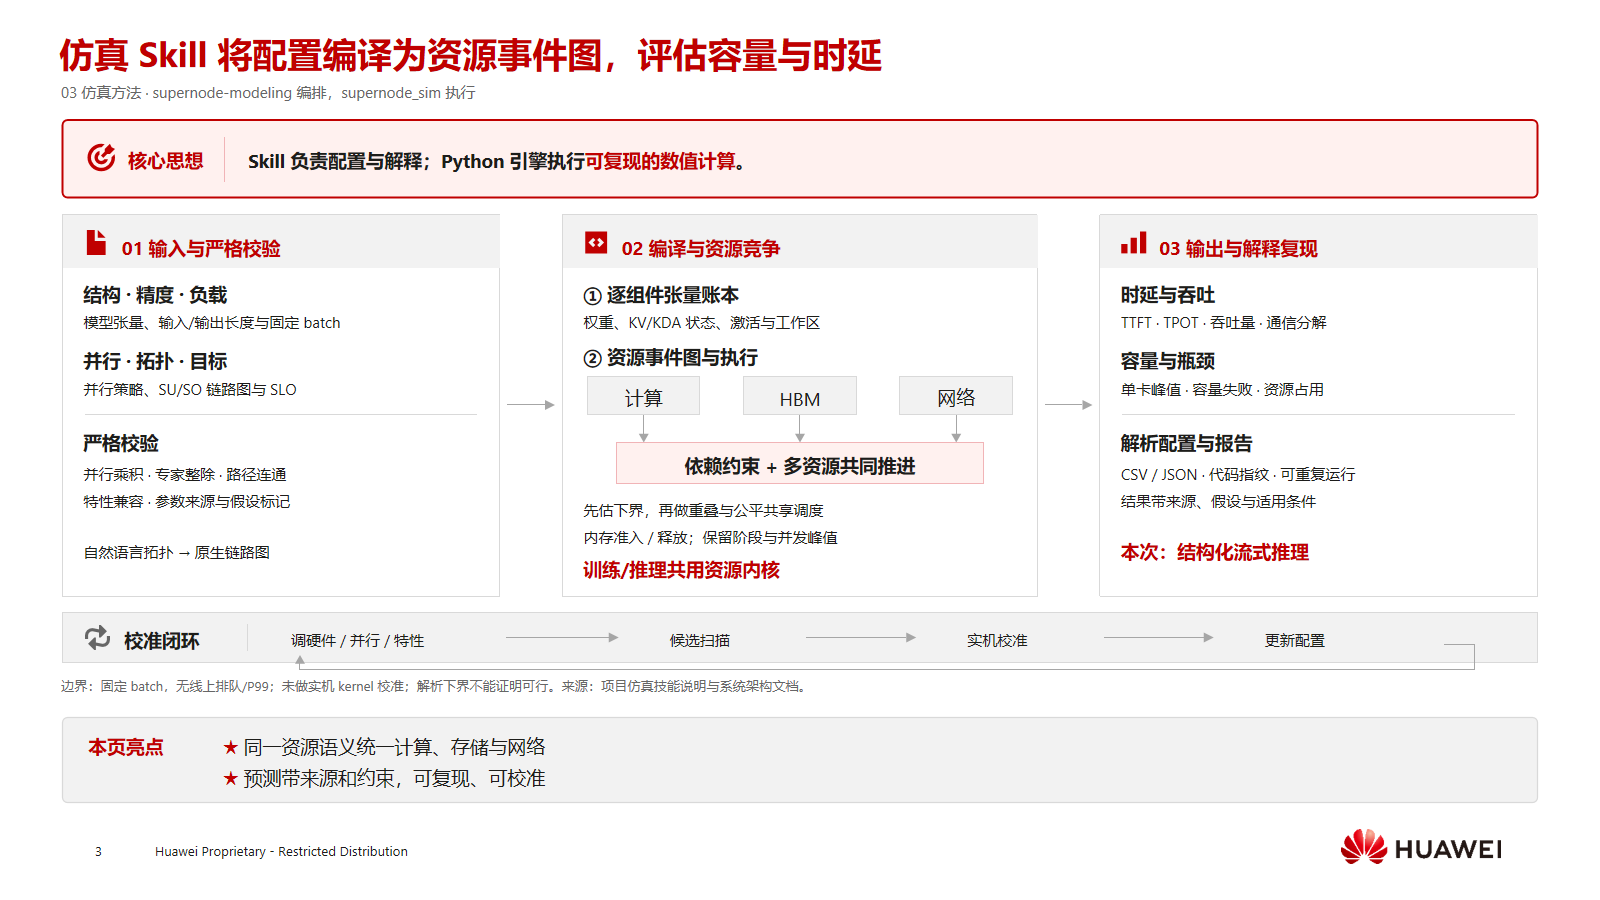 仿真 Skill 将配置编译为资源事件图，评估容量与时延
03 仿真方法 · supernode-modeling 编排，supernode_sim 执行
核心思想
Skill 负责配置与解释；Python 引擎执行可复现的数值计算。
01 输入与严格校验
结构 · 精度 · 负载
模型张量、输入/输出长度与固定 batch
并行 · 拓扑 · 目标
并行策略、SU/SO 链路图与 SLO
严格校验
并行乘积 · 专家整除 · 路径连通
特性兼容 · 参数来源与假设标记
自然语言拓扑 → 原生链路图
02 编译与资源竞争
① 逐组件张量账本
权重、KV/KDA 状态、激活与工作区
② 资源事件图与执行
计算
HBM
网络
依赖约束 + 多资源共同推进
先估下界，再做重叠与公平共享调度
内存准入 / 释放；保留阶段与并发峰值
训练/推理共用资源内核
03 输出与解释复现
时延与吞吐
TTFT · TPOT · 吞吐量 · 通信分解
容量与瓶颈
单卡峰值 · 容量失败 · 资源占用
解析配置与报告
CSV / JSON · 代码指纹 · 可重复运行
结果带来源、假设与适用条件
本次：结构化流式推理
校准闭环
调硬件 / 并行 / 特性
候选扫描
实机校准
更新配置
边界：固定 batch，无线上排队/P99；未做实机 kernel 校准；解析下界不能证明可行。来源：项目仿真技能说明与系统架构文档。
本页亮点
★ 同一资源语义统一计算、存储与网络
★ 预测带来源和约束，可复现、可校准
3
Huawei Proprietary - Restricted Distribution
HUAWEI